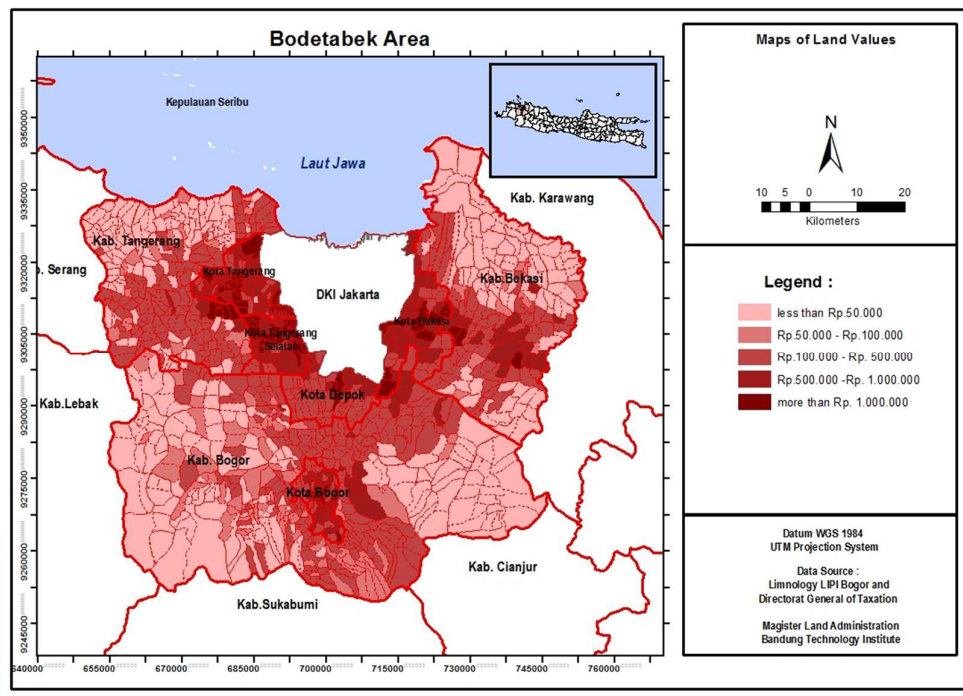 Bodetabek Area
Kepulauan Seribu
Laut Jawa
Kab. Karawang
Kab. Tangerang
Kota Tangerang
Kab.Bekasi
Serang
DKI Jakarta
Kota Bekasi
Kota Tangerang
Selatan
Kab.Lebak
Kota Depok
Kab. Bogor
Kota Bogor
Kab. Cianjur
Kab.Sukabumi
9360000
9345000
9330000
9320000
9305000
9290000
9275000
9260000
9245000
640000 655000 670000 685000 700000 715000 730000 745000 760000
Maps of Land Values
N
10 5 0 10 20
Kilometers
Legend :
less than Rp.50.000
Rp.50.000 - Rp.100.000
Rp.100.000 - Rp. 500.000
Rp.500.000 -Rp. 1.000.000
more than Rp. 1.000.000
Datum WGS 1984
UTM Projection System
Data Source :
Limnology LIPI Bogor and
Directorat General of Taxation
Magister Land Administration
Bandung Technology Institute